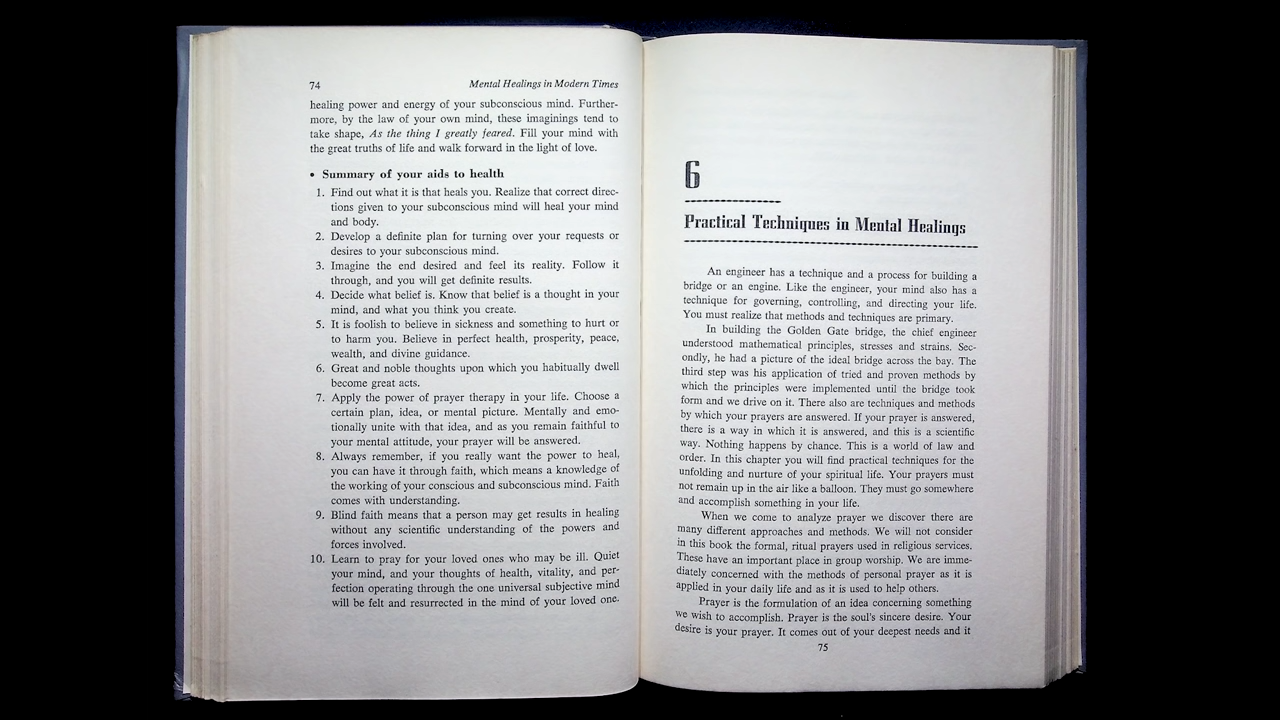 74
Mental Healings in Modern Times
healing power and energy of your subconscious mind. Further-
more, by the law of your own mind, these imaginings tend to
take shape, As the thing I greatly feared. Fill your mind with
the great truths of life and walk forward in the light of love.
• Summary of your aids to health
1. Find out what it is that heals you. Realize that correct direc-
tions given to your subconscious mind will heal your mind
and body.
2. Develop a definite plan for turning over your requests or
desires to your subconscious mind.
3. Imagine the end desired and feel its reality. Follow it
through, and you will get definite results.
4. Decide what belief is. Know that belief is a thought in your
mind, and what you think you create.
5. It is foolish to believe in sickness and something to hurt or
to harm you. Believe in perfect health, prosperity, peace,
wealth, and divine guidance.
6. Great and noble thoughts upon which you habitually dwell
become great acts.
7. Apply the power of prayer therapy in your life. Choose a
certain plan, idea, or mental picture. Mentally and emo-
tionally unite with that idea, and as you remain faithful to
your mental attitude, your prayer will be answered.
8. Always remember, if you really want the power to heal,
you can have it through faith, which means a knowledge of
the working of your conscious and subconscious mind. Faith
comes with understanding.
9. Blind faith means that a person may get results in healing
without any scientific understanding of the powers and
forces involved.
10. Learn to pray for your loved ones who may be ill. Quiet
your mind, and your thoughts of health, vitality, and per-
fection operating through the one universal subjective mind
will be felt and resurrected in the mind of your loved one.
6
Practical Techniques in Mental Healings
An engineer has a technique and a process for building a
bridge or an engine. Like the engineer, your mind also has a
technique for governing, controlling, and directing your life.
You must realize that methods and techniques are primary.
In building the Golden Gate bridge, the chief engineer
understood mathematical principles, stresses and strains. Sec-
ondly, he had a picture of the ideal bridge across the bay. The
third step was his application of tried and proven methods by
which the principles were implemented until the bridge took
form and we drive on it. There also are techniques and methods
by which your prayers are answered. If your prayer is answered,
there is a way in which it is answered, and this is a scientific
way. Nothing happens by chance. This is a world of law and
order. In this chapter you will find practical techniques for the
unfolding and nurture of your spiritual life. Your prayers must
not remain up in the air like a balloon. They must go somewhere
and accomplish something in your life.
When we come to analyze prayer we discover there are
many different approaches and methods. We will not consider
in this book the formal, ritual prayers used in religious services.
These have an important place in group worship. We are imme-
diately concerned with the methods of personal prayer as it is
applied in your daily life and as it is used to help others.
Prayer is the formulation of an idea concerning something
we wish to accomplish. Prayer is the soul's sincere desire. Your
desire is your prayer. It comes out of your deepest needs and it
75